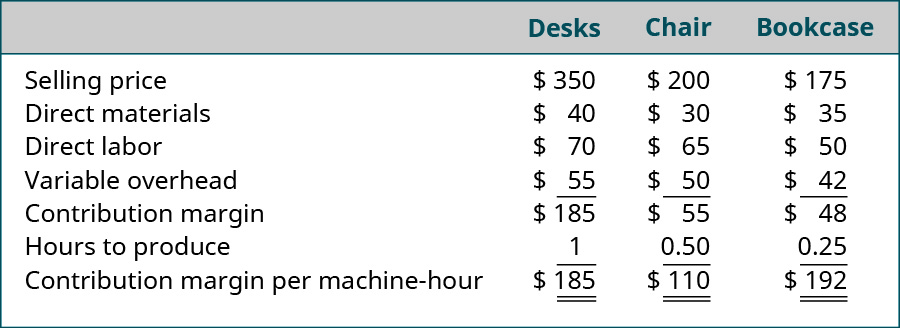 Desks Chair Bookcase
Selling price $ 350 $ 200 $ 175
Direct materials $ 40 $ 30 $ 35
Direct labor $ 70 $ 65 $ 50
Variable overhead $ 55 $ 50 $ 42
Contribution margin $ 185 $ 55 $ 48
Hours to produce 1 0.50 0.25
Contribution margin per machine-hour $ 185 $ 110 $ 192